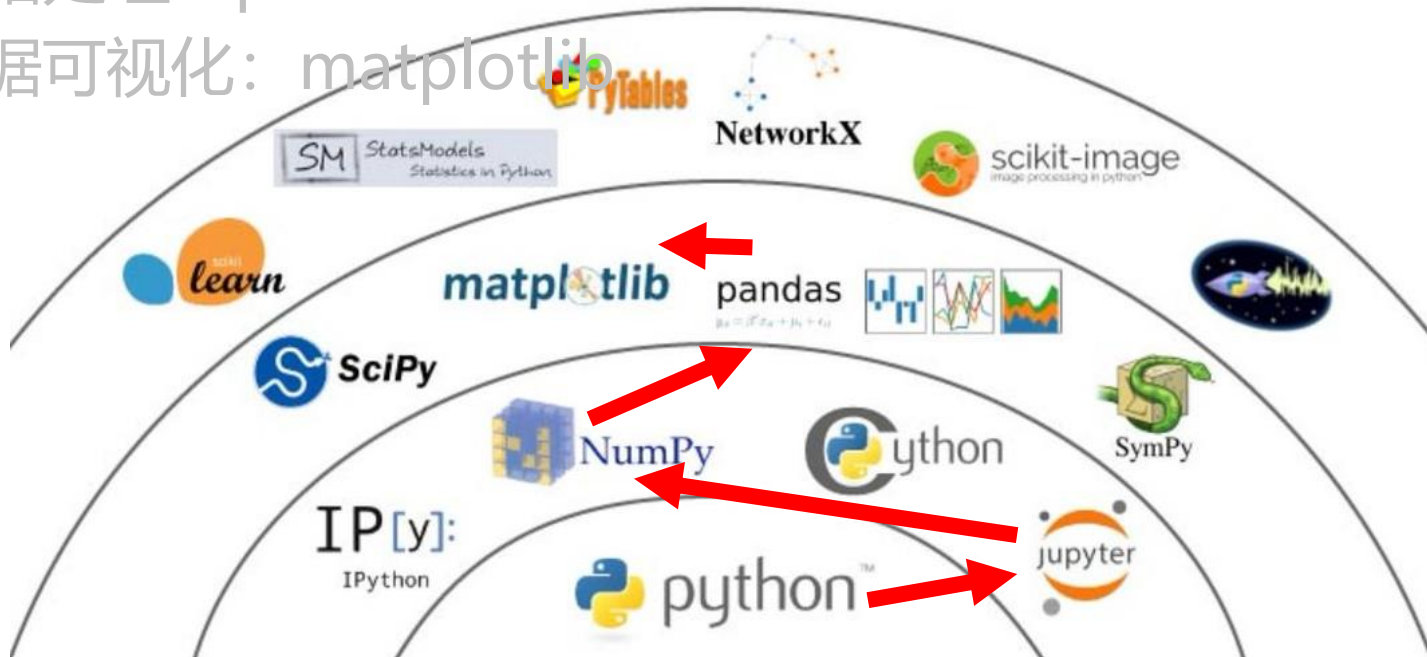 据可视化：matplotlib
PyTables
NetworkX
SM StatsModels
Statistics in Python
scikit-image
image processing in python
scikit
learn
matplotlib
pandas
SciPy
NumPy
Cython
SymPy
IP[y]:
IPython
python™
jupyter